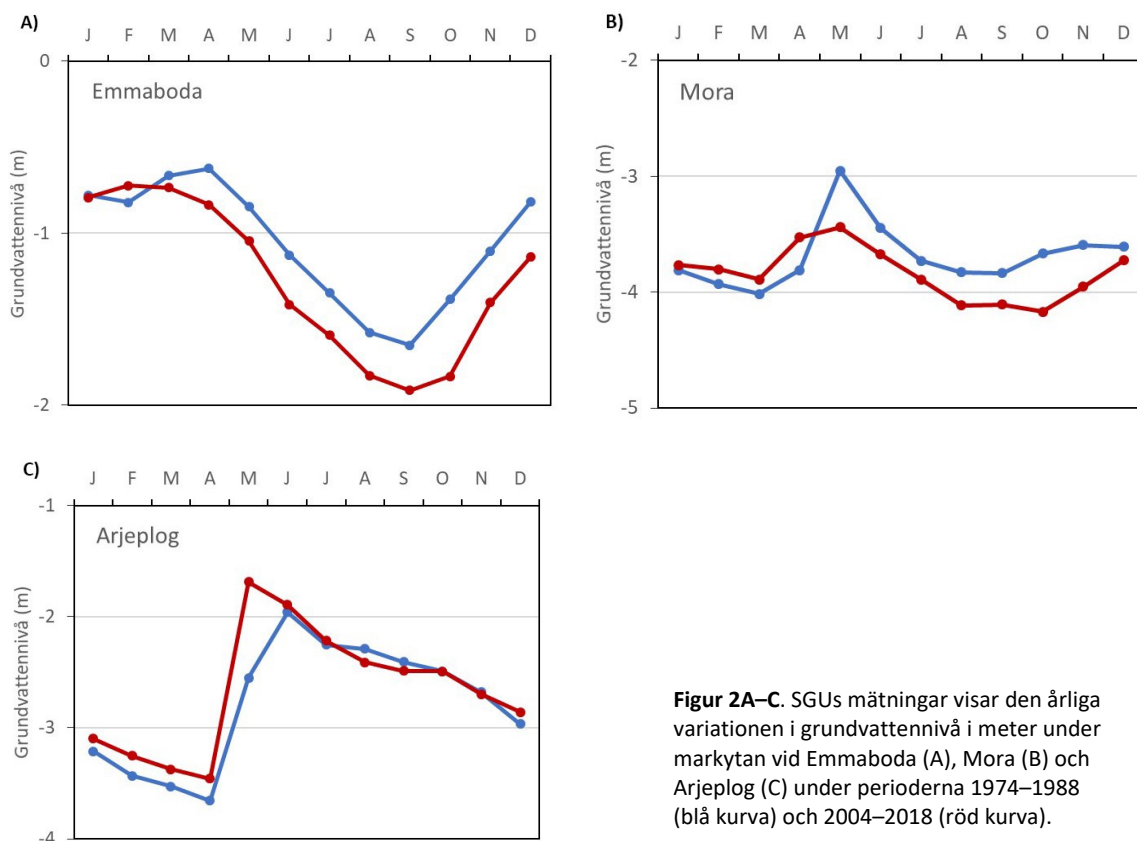 A)
J F M A M J J A S O N D
0
-1
-2
Grundvattennivå (m)
Emmaboda
B)
J F M A M J J A S O N D
-2
-3
-4
-5
Grundvattennivå (m)
Mora
C)
J F M A M J J A S O N D
-1
-2
-3
-4
Grundvattennivå (m)
Arjeplog
Figur 2A–C. SGUs mätningar visar den årliga
variationen i grundvattennivå i meter under
markytan vid Emmaboda (A), Mora (B) och
Arjeplog (C) under perioderna 1974–1988
(blå kurva) och 2004–2018 (röd kurva).